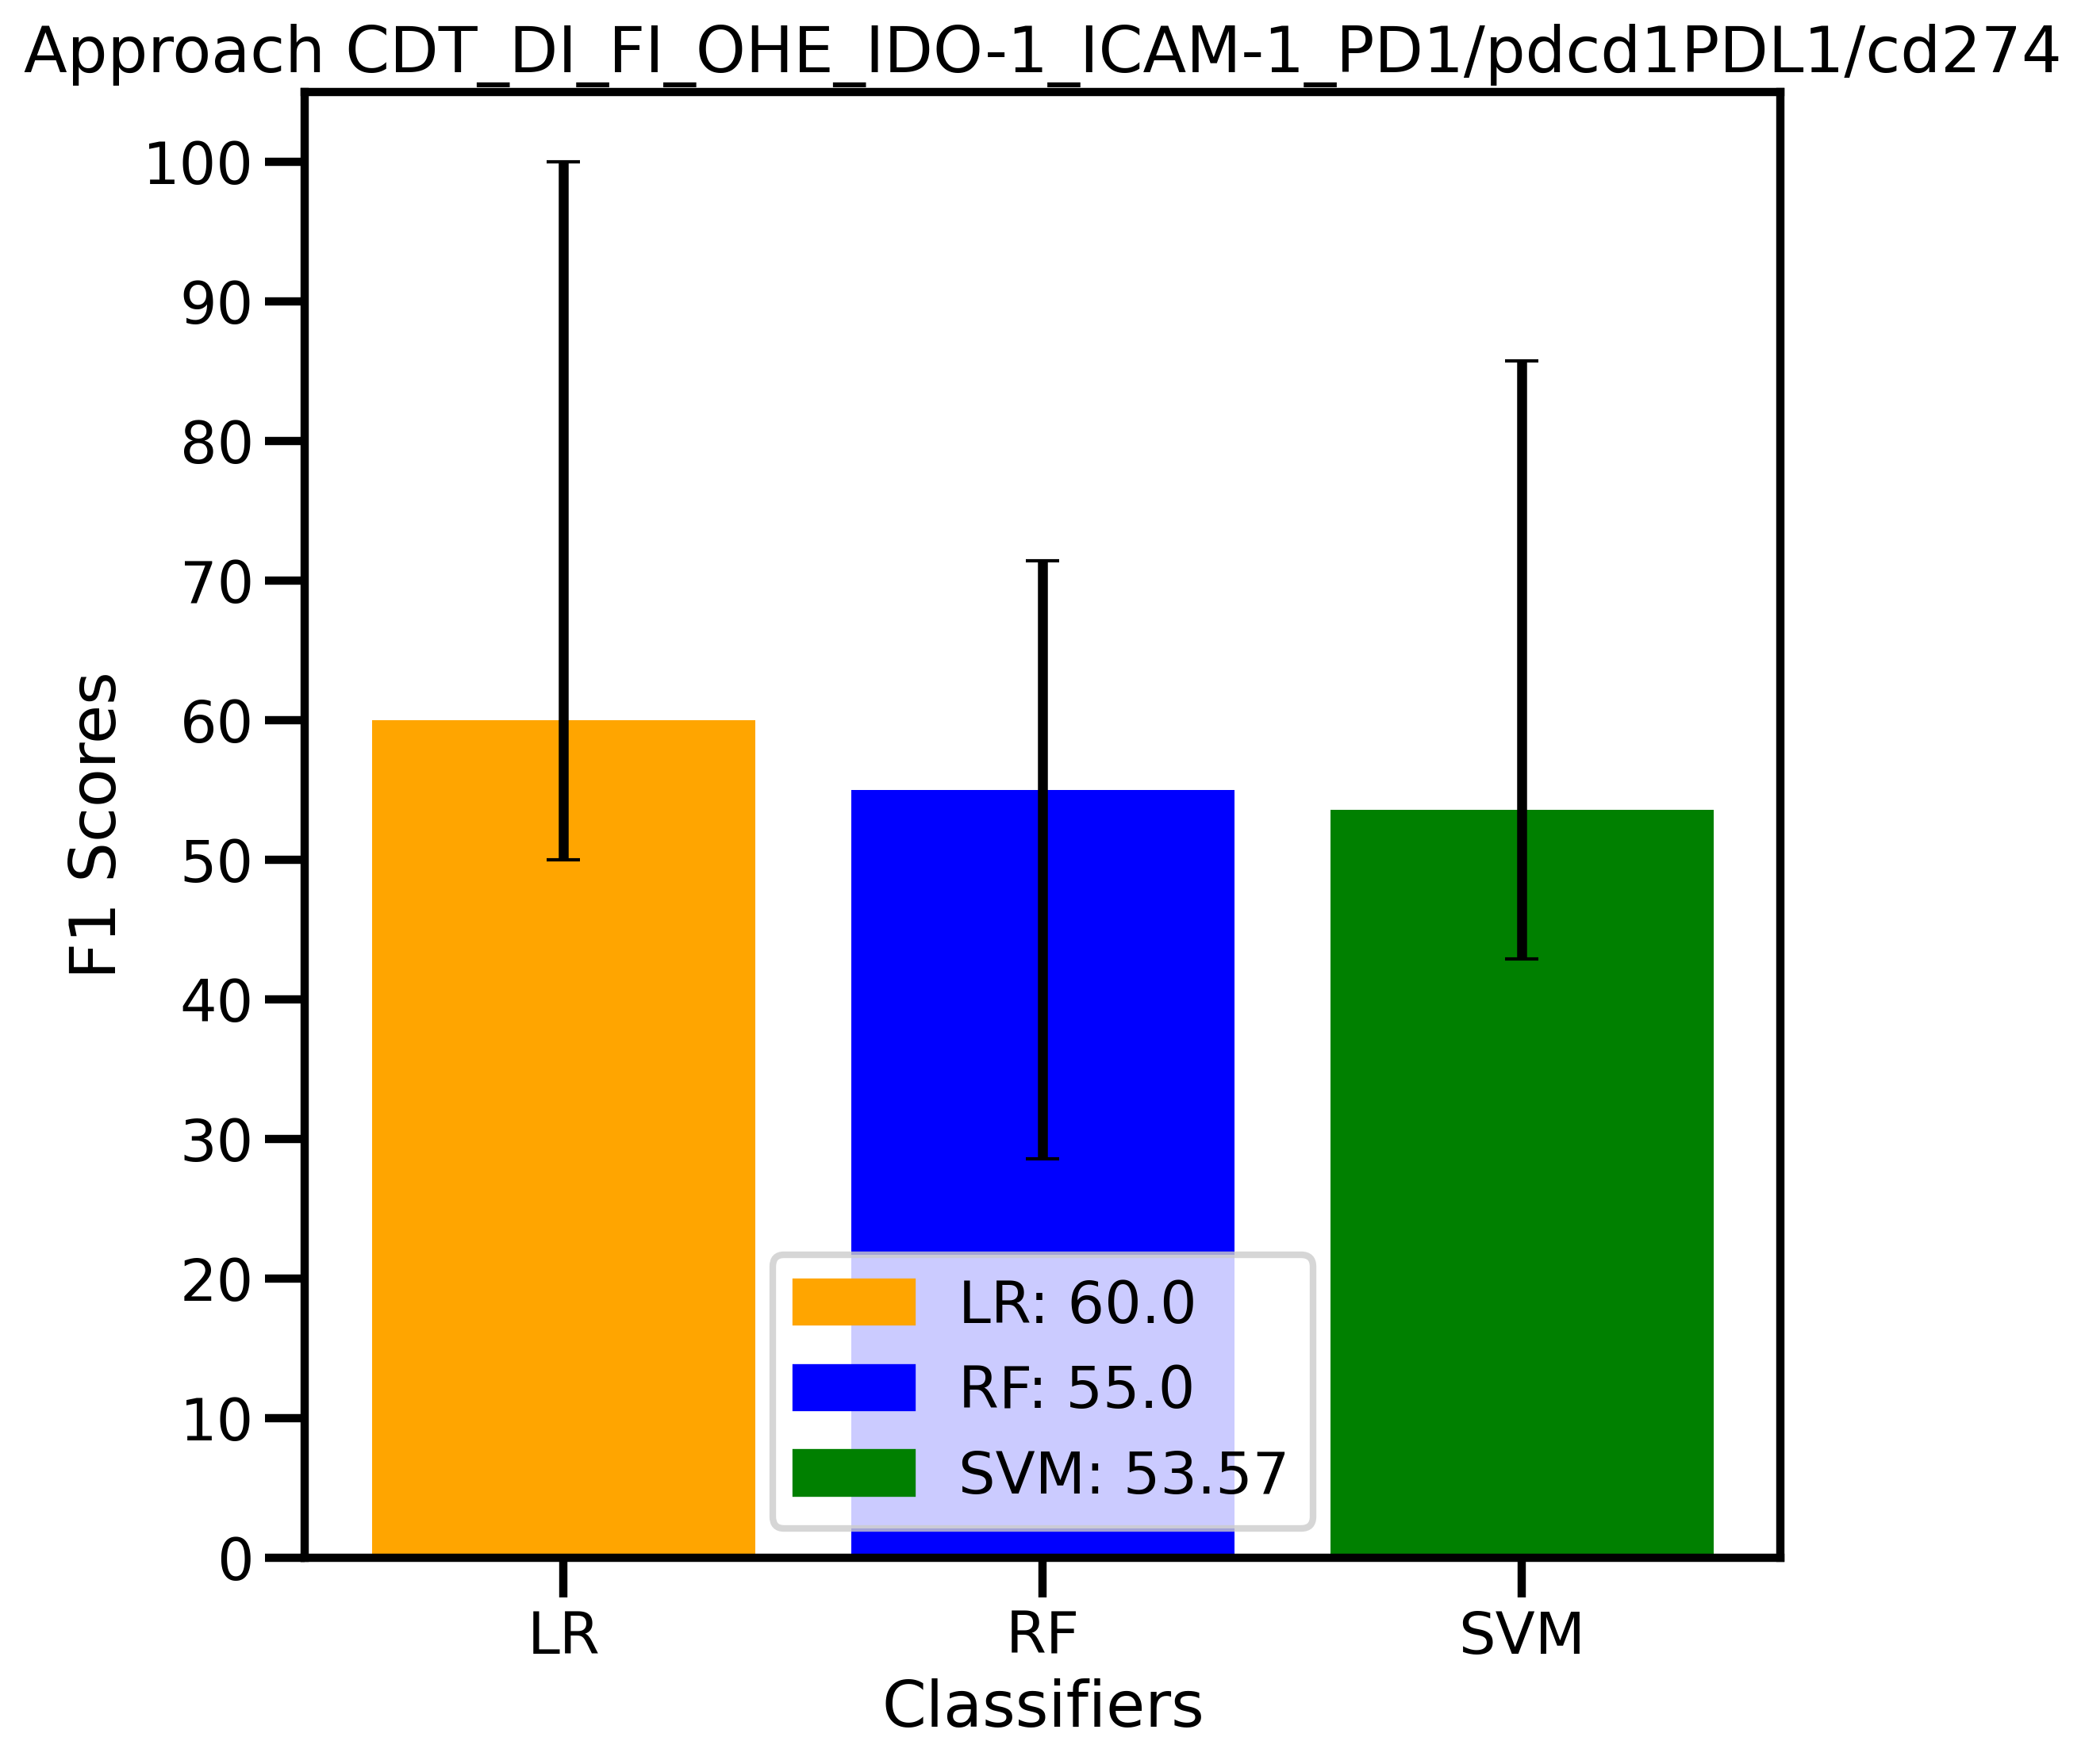 Approach CDT_DI_FI_OHE_IDO-1_ICAM-1_PD1/pdcd1PDL1/cd274
F1 Scores
100
90
80
70
60
50
40
30
20
10
0
LR: 60.0
RF: 55.0
SVM: 53.57
LR RF SVM
Classifiers